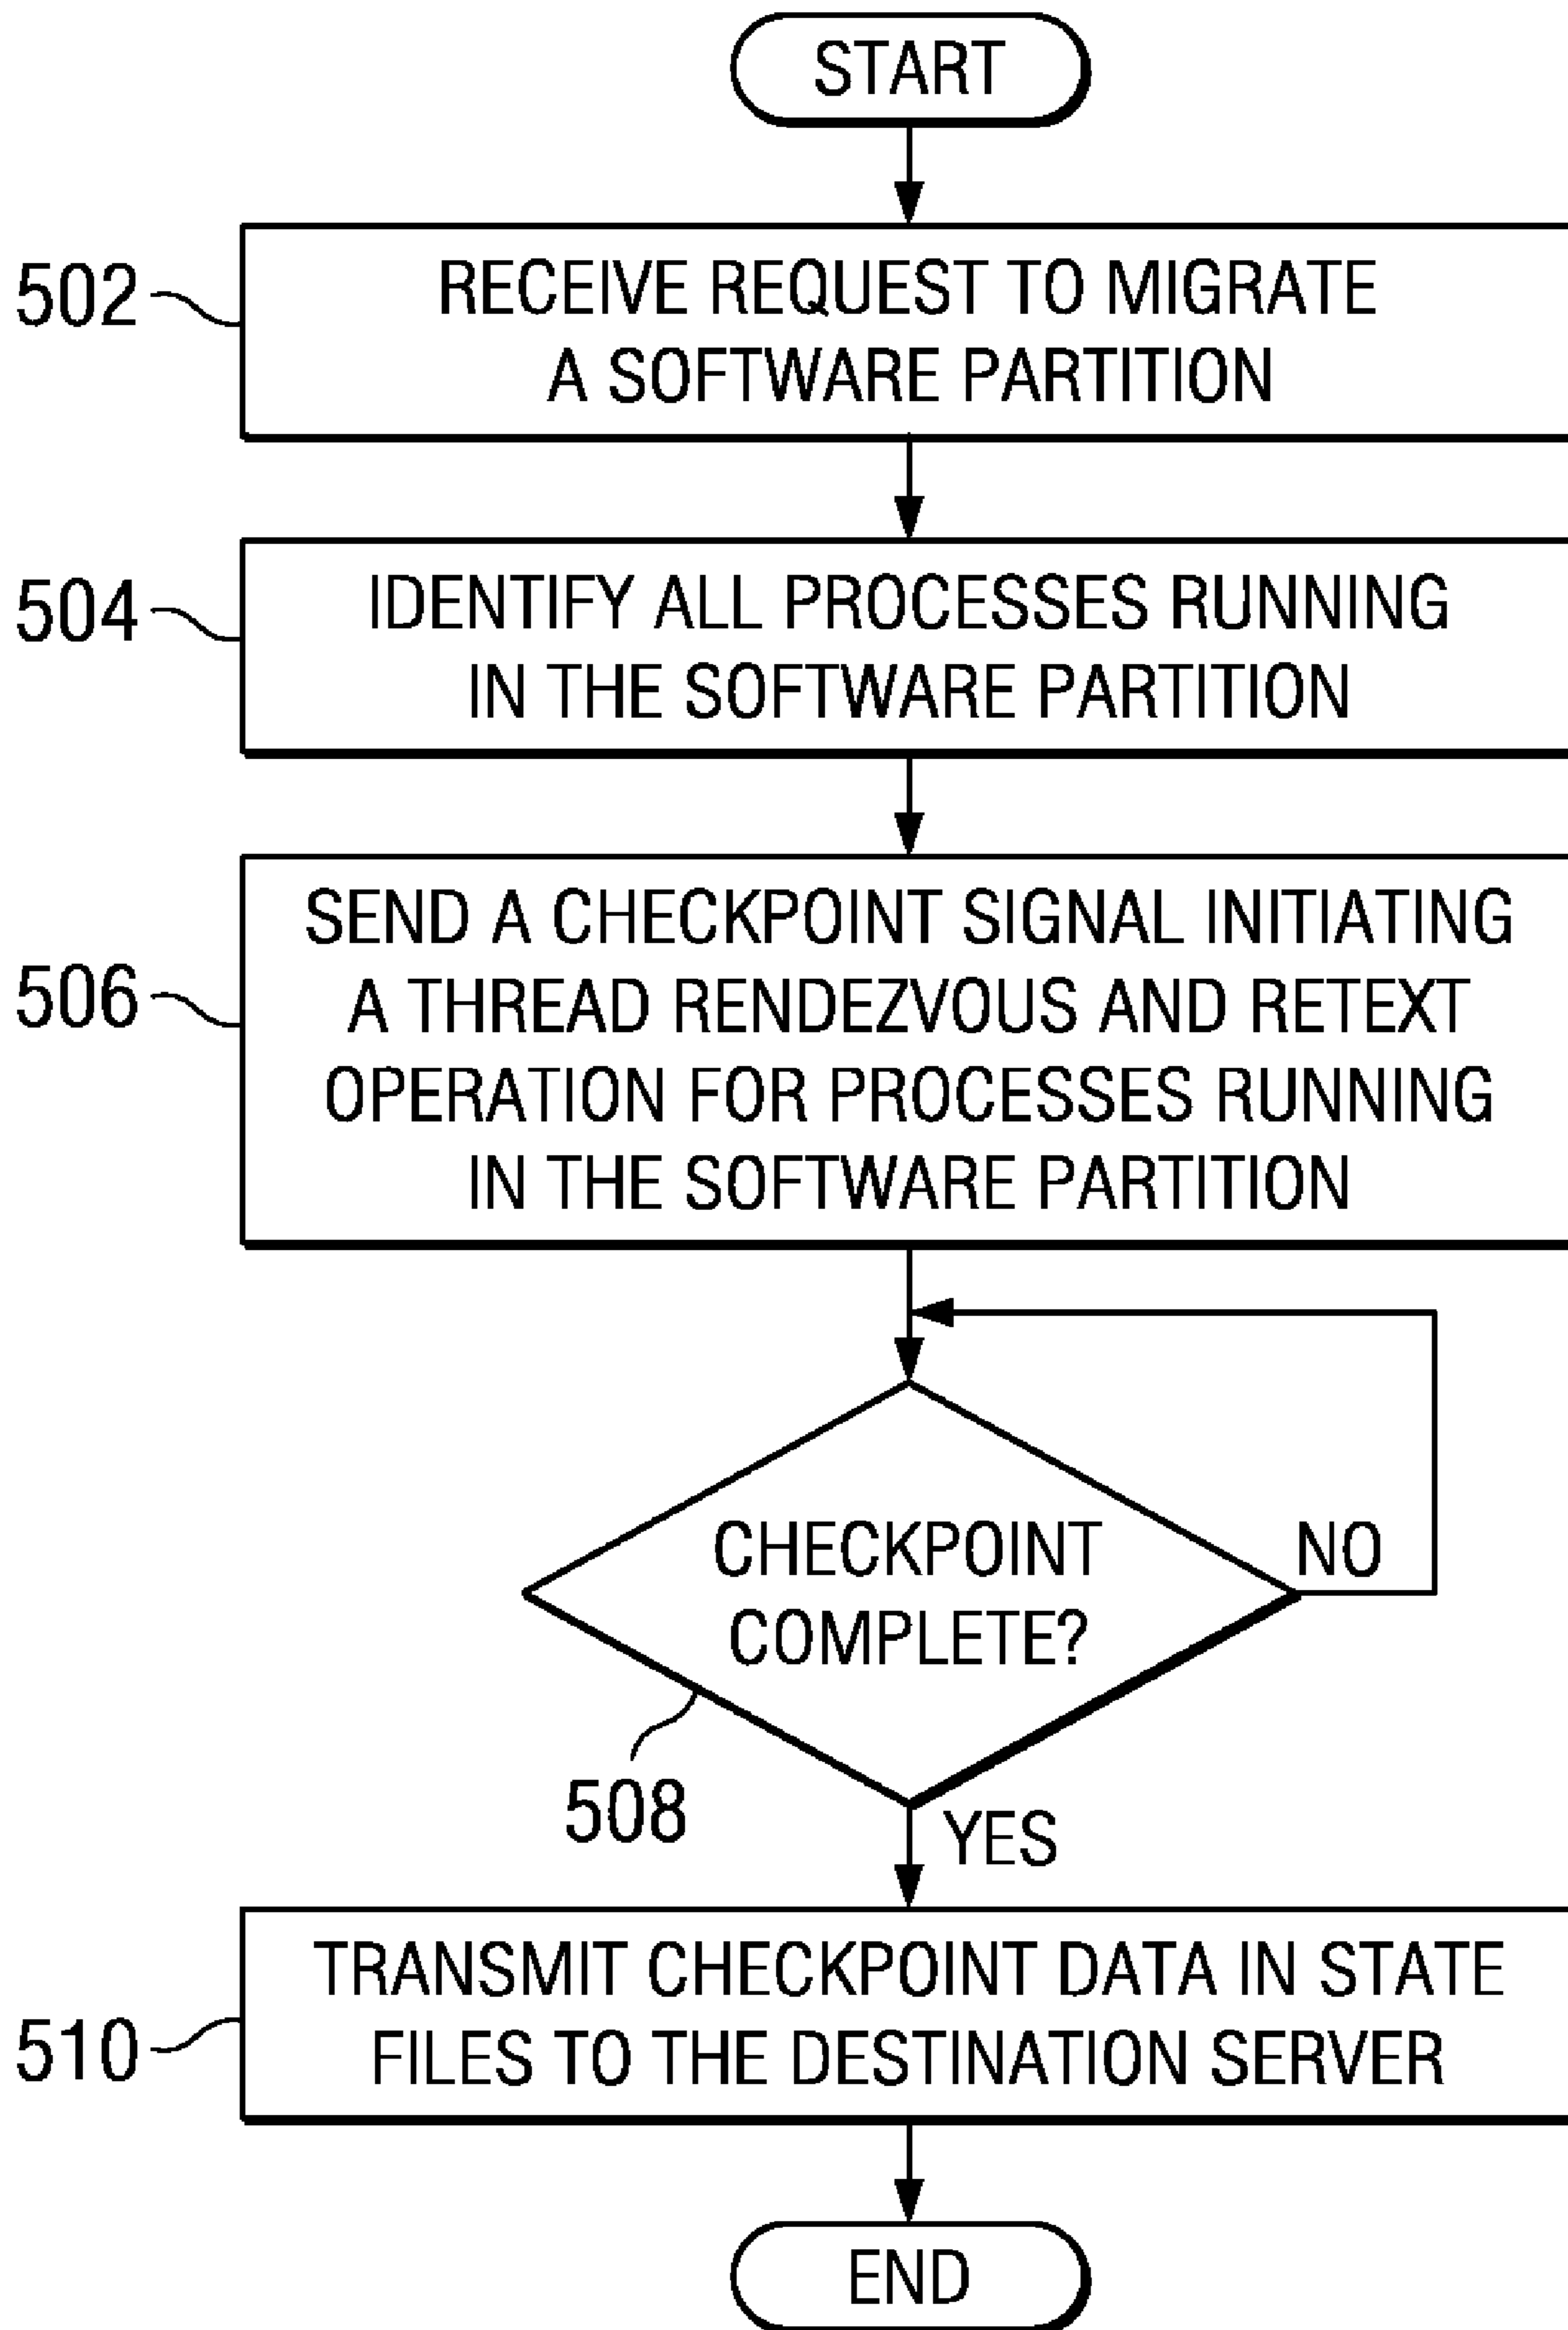 START
502
RECEIVE REQUEST TO MIGRATE
A SOFTWARE PARTITION
504
IDENTIFY ALL PROCESSES RUNNING
IN THE SOFTWARE PARTITION
506
SEND A CHECKPOINT SIGNAL INITIATING
A THREAD RENDEZVOUS AND RETEXT
OPERATION FOR PROCESSES RUNNING
IN THE SOFTWARE PARTITION
CHECKPOINT
COMPLETE?
NO
508
YES
510
TRANSMIT CHECKPOINT DATA IN STATE
FILES TO THE DESTINATION SERVER
END